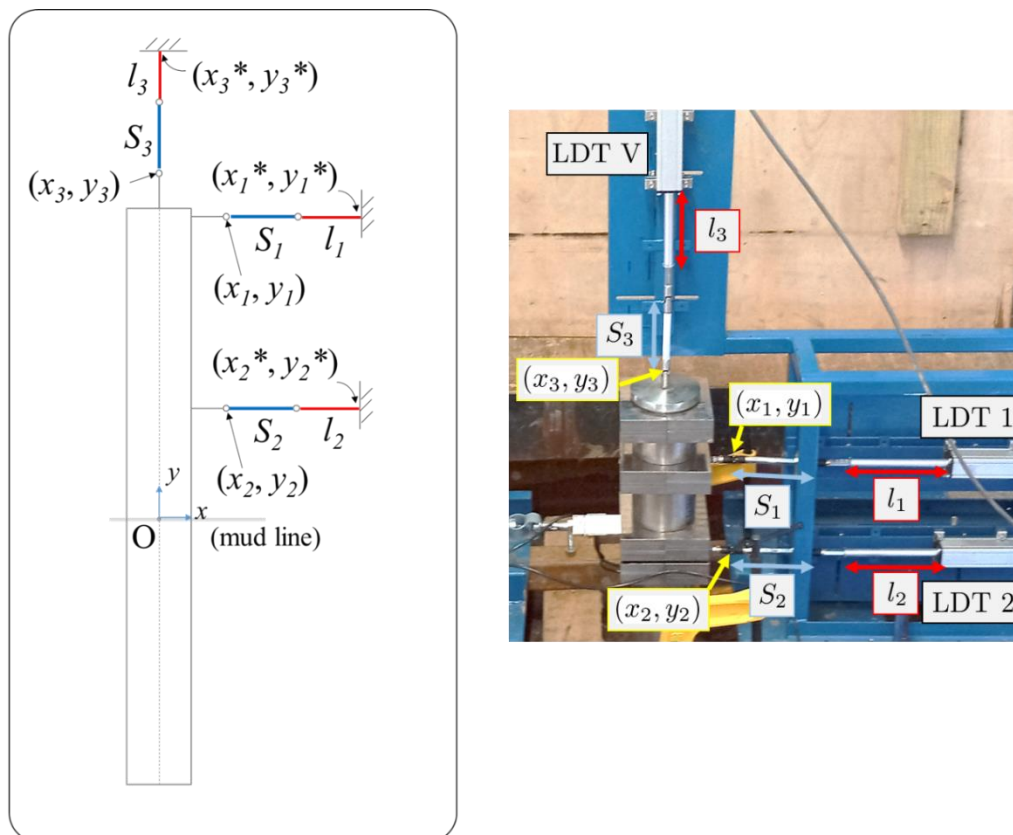 l₃
(x₃*, y₃*)
S₃
(x₃, y₃)
(x₁*, y₁*)
S₁
l₁
(x₁, y₁)
(x₂*, y₂*)
S₂
l₂
(x₂, y₂)
y
x
O
(mud line)
LDT V
l₃
S₃
(x₃, y₃)
(x₁, y₁)
LDT 1
S₁
l₁
(x₂, y₂)
S₂
l₂
LDT 2